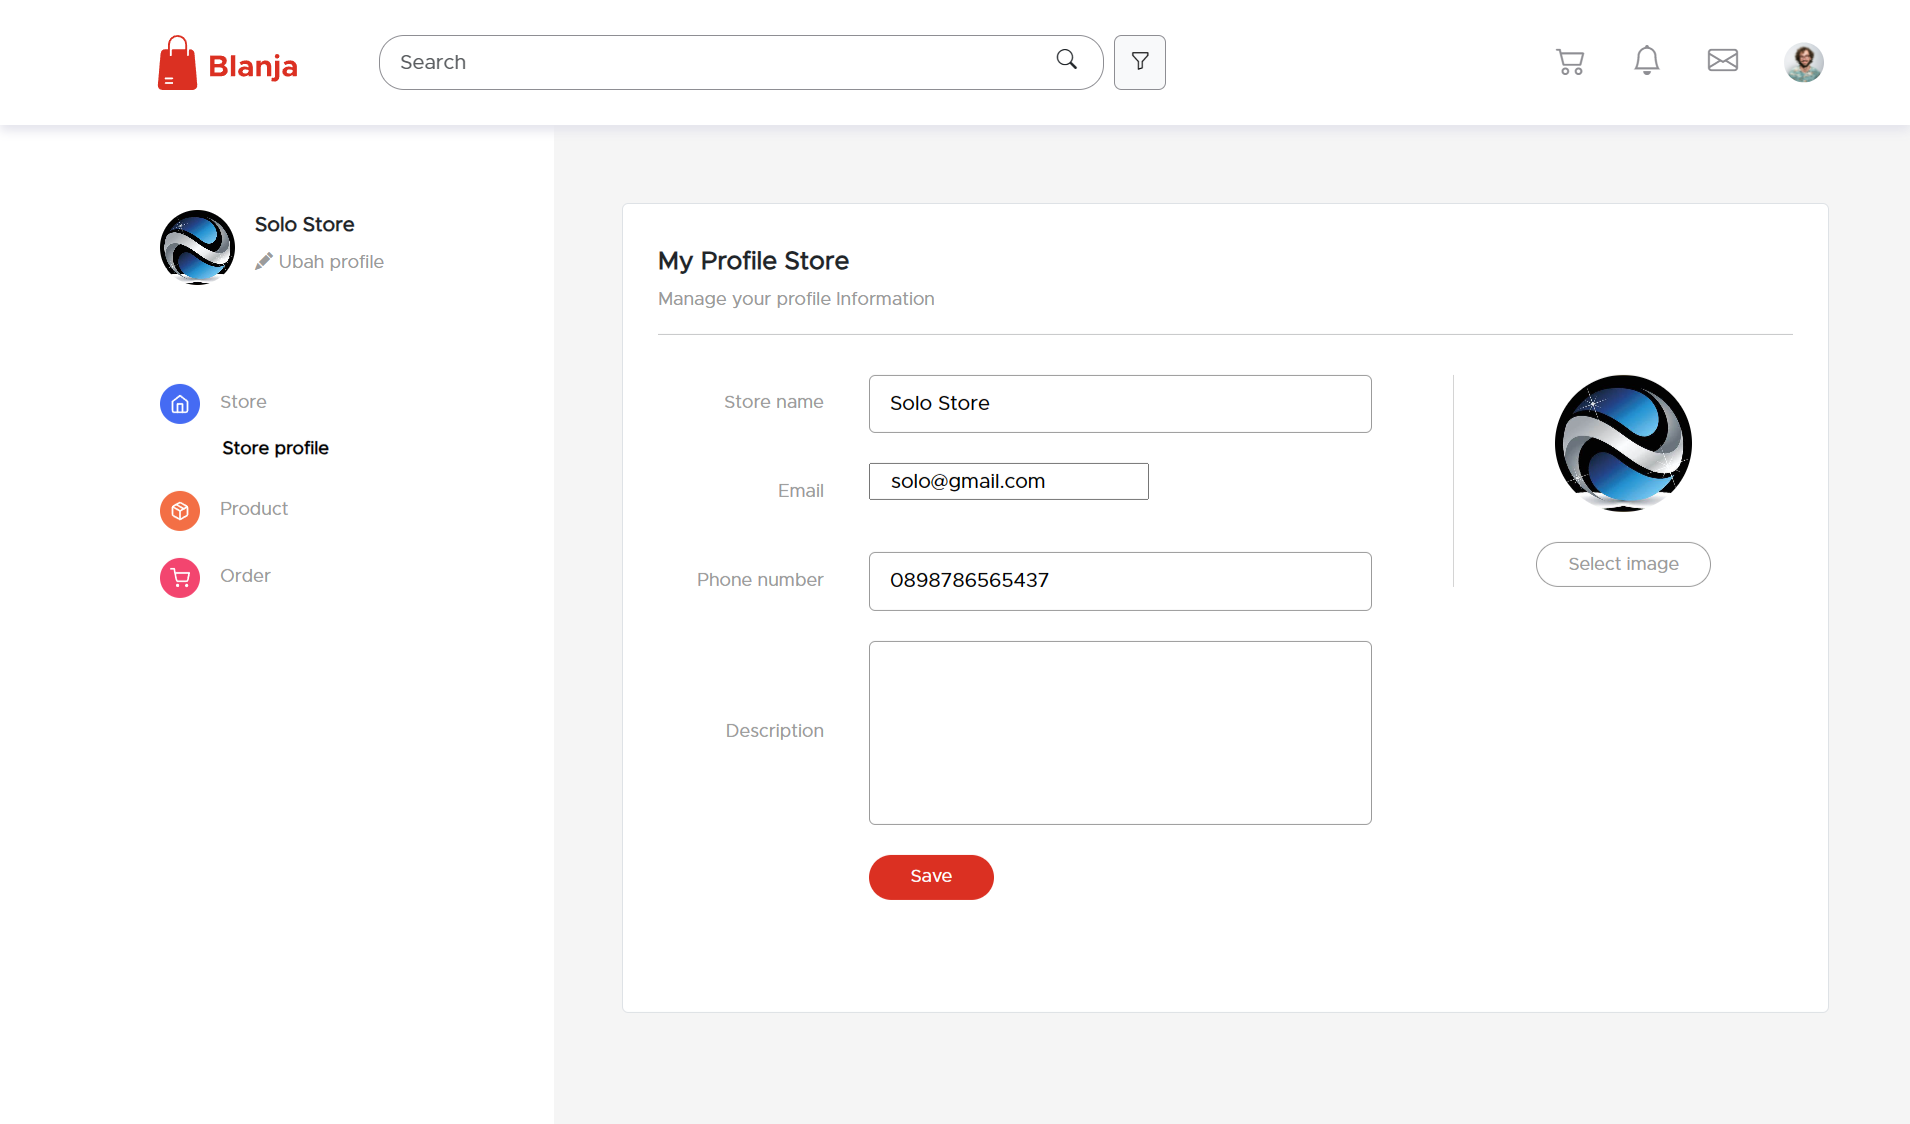 Blanja
Search
Solo Store
Ubah profile
Store
Store profile
Product
Order
My Profile Store
Manage your profile Information
Store name
Solo Store
Email
solo@gmail.com
Phone number
0898786565437
Description
Save
Select image